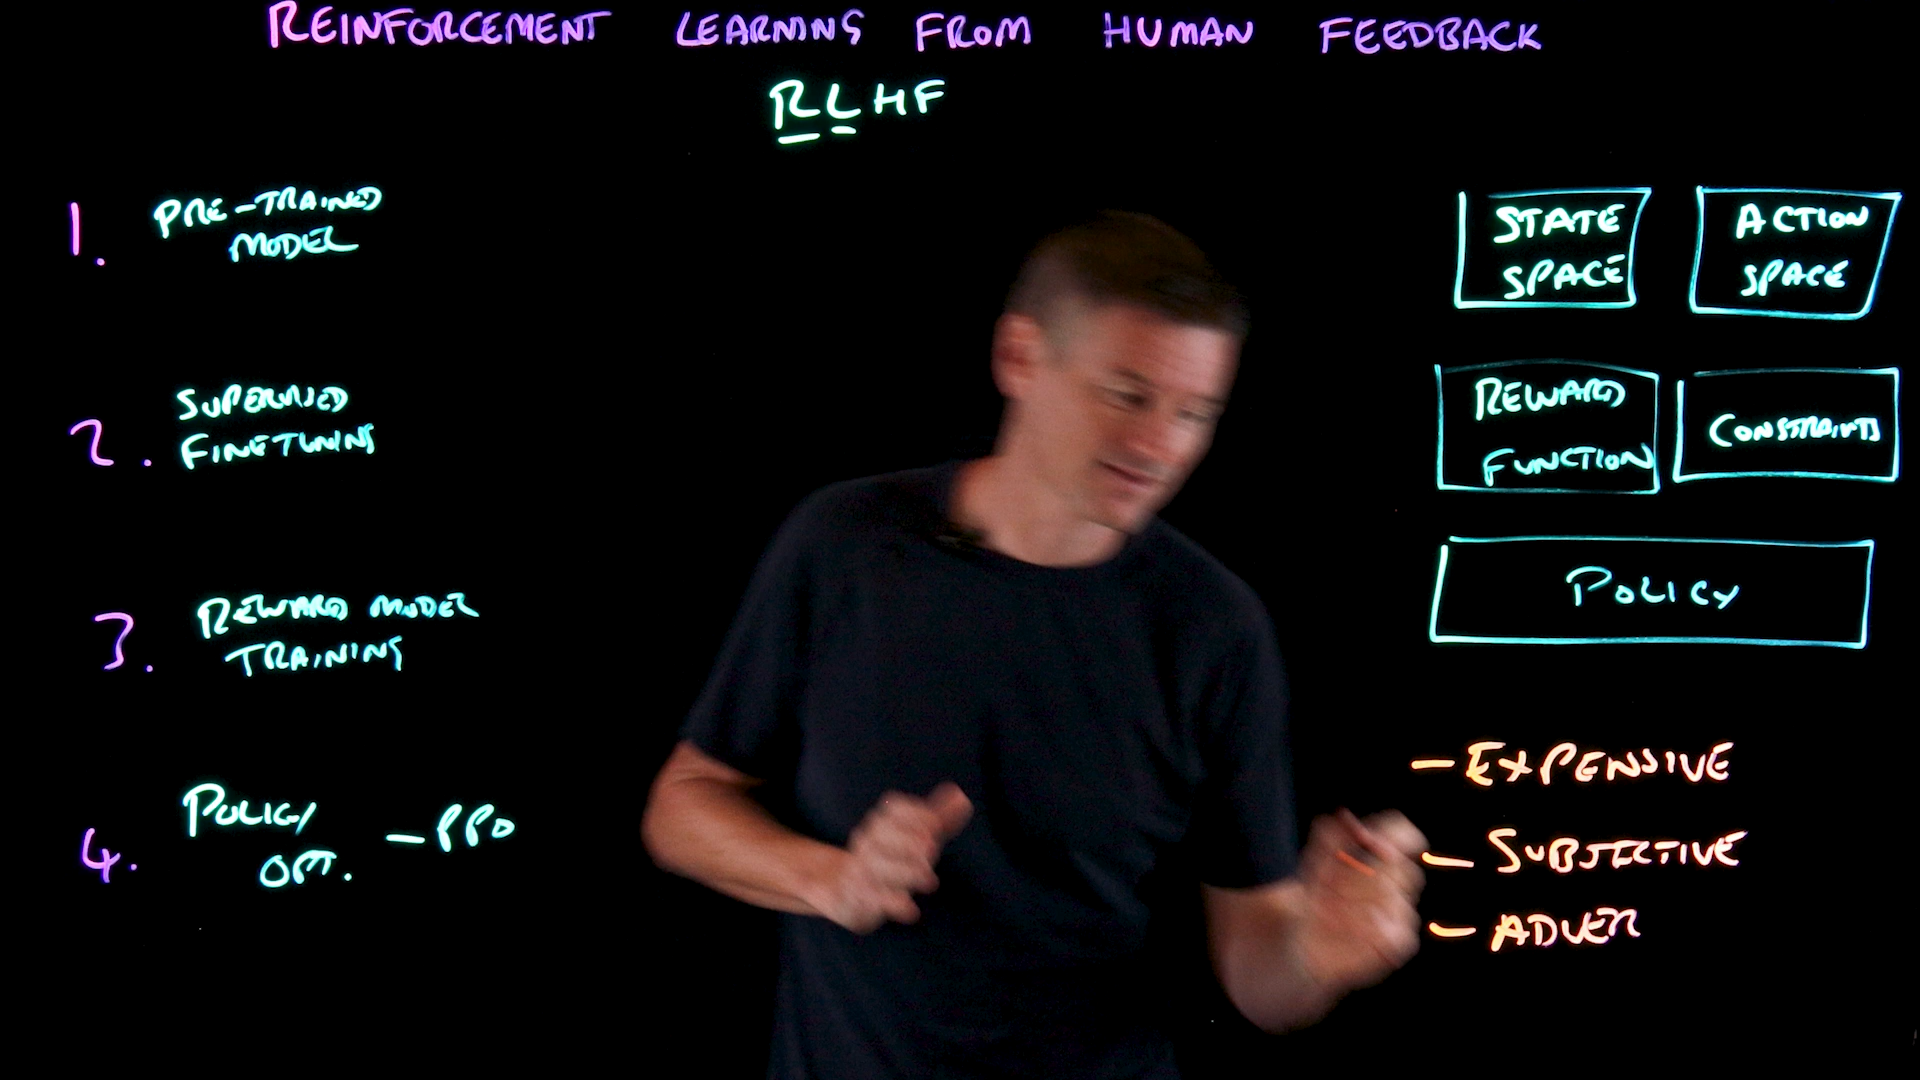 REINFORCEMENT LEARNING FROM HUMAN FEEDBACK
RLHF
1. PRE-TRAINED
MODEL
2. SUPERVISED
FINETUNING
3. REWARD MODEL
TRAINING
4. POLICY
OPT. – PPO
STATE
SPACE
ACTION
SPACE
REWARD
FUNCTION
CONSTRAINTS
POLICY
– EXPENSIVE
– SUBJECTIVE
– ADVER